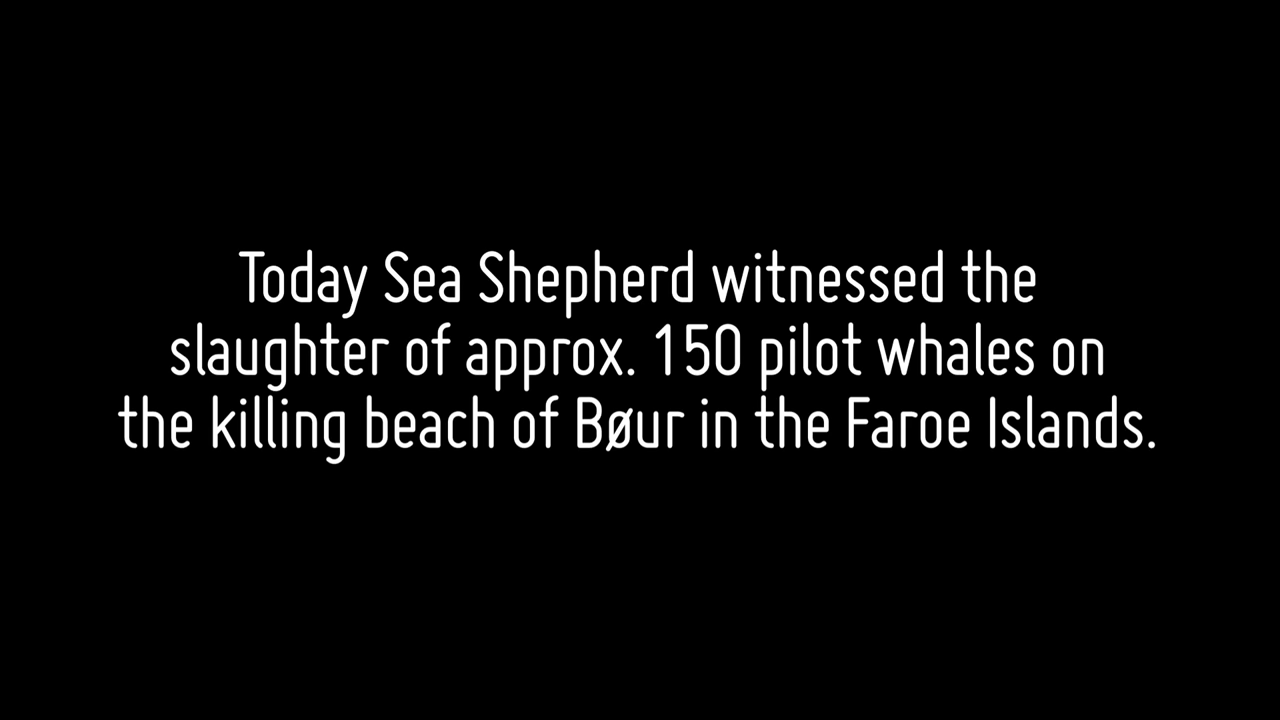 Today Sea Shepherd witnessed the
slaughter of approx. 150 pilot whales on
the killing beach of Bøur in the Faroe Islands.